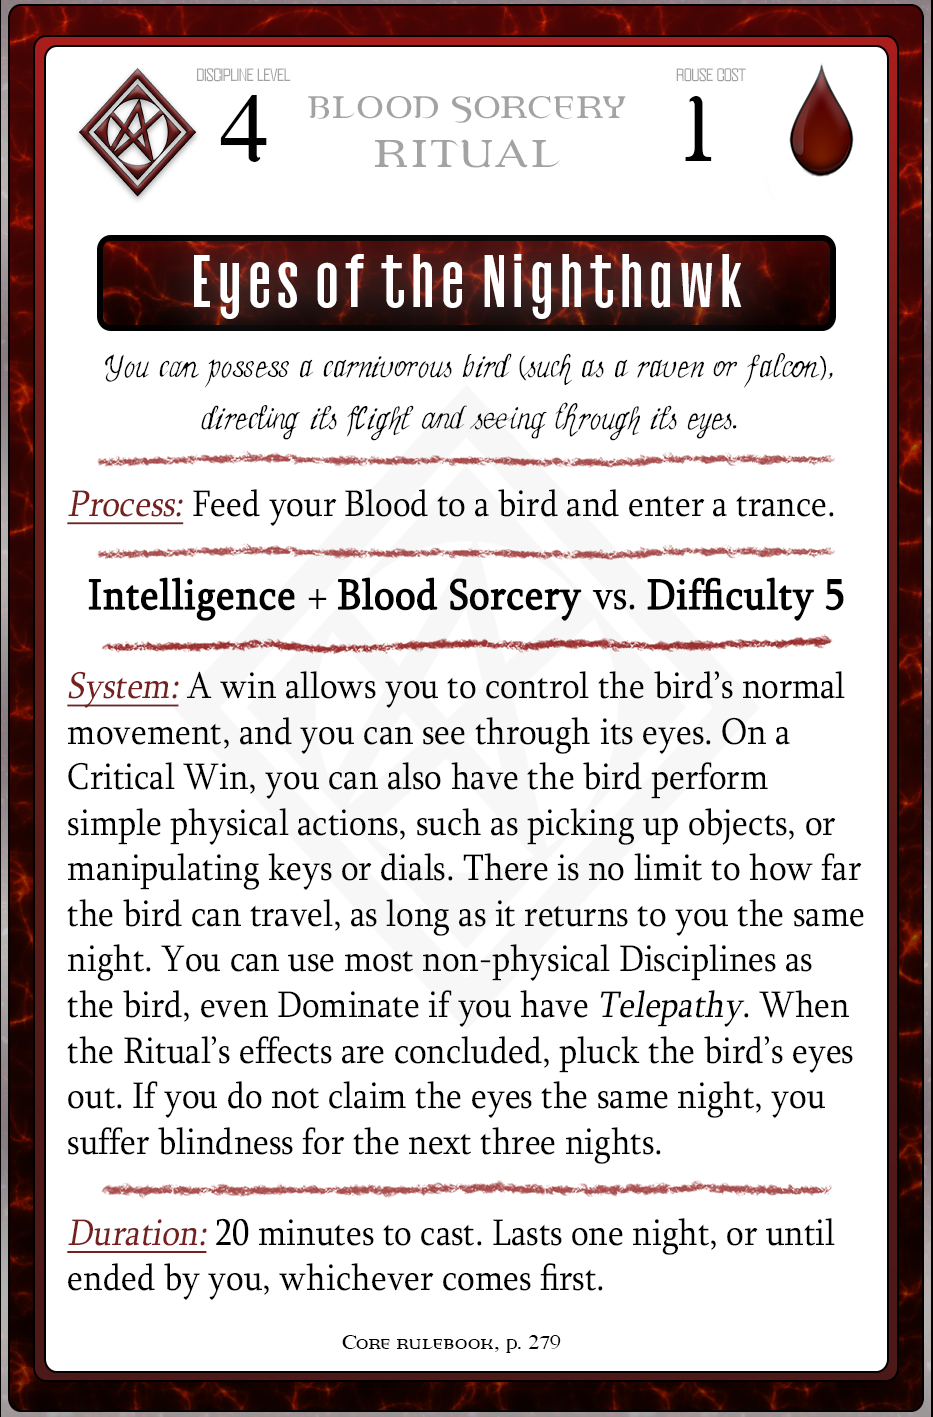 DISCIPLINE LEVEL
4
BLOOD SORCERY
RITUAL
ROUSE COST
1
Eyes of the Nighthawk
You can possess a carnivorous bird (such as a raven or falcon),
directing its flight and seeing through its eyes.
Process: Feed your Blood to a bird and enter a trance.
Intelligence + Blood Sorcery vs. Difficulty 5
System: A win allows you to control the bird’s normal
movement, and you can see through its eyes. On a
Critical Win, you can also have the bird perform
simple physical actions, such as picking up objects, or
manipulating keys or dials. There is no limit to how far
the bird can travel, as long as it returns to you the same
night. You can use most non-physical Disciplines as
the bird, even Dominate if you have Telepathy. When
the Ritual’s effects are concluded, pluck the bird’s eyes
out. If you do not claim the eyes the same night, you
suffer blindness for the next three nights.
Duration: 20 minutes to cast. Lasts one night, or until
ended by you, whichever comes first.
Core rulebook, p. 279